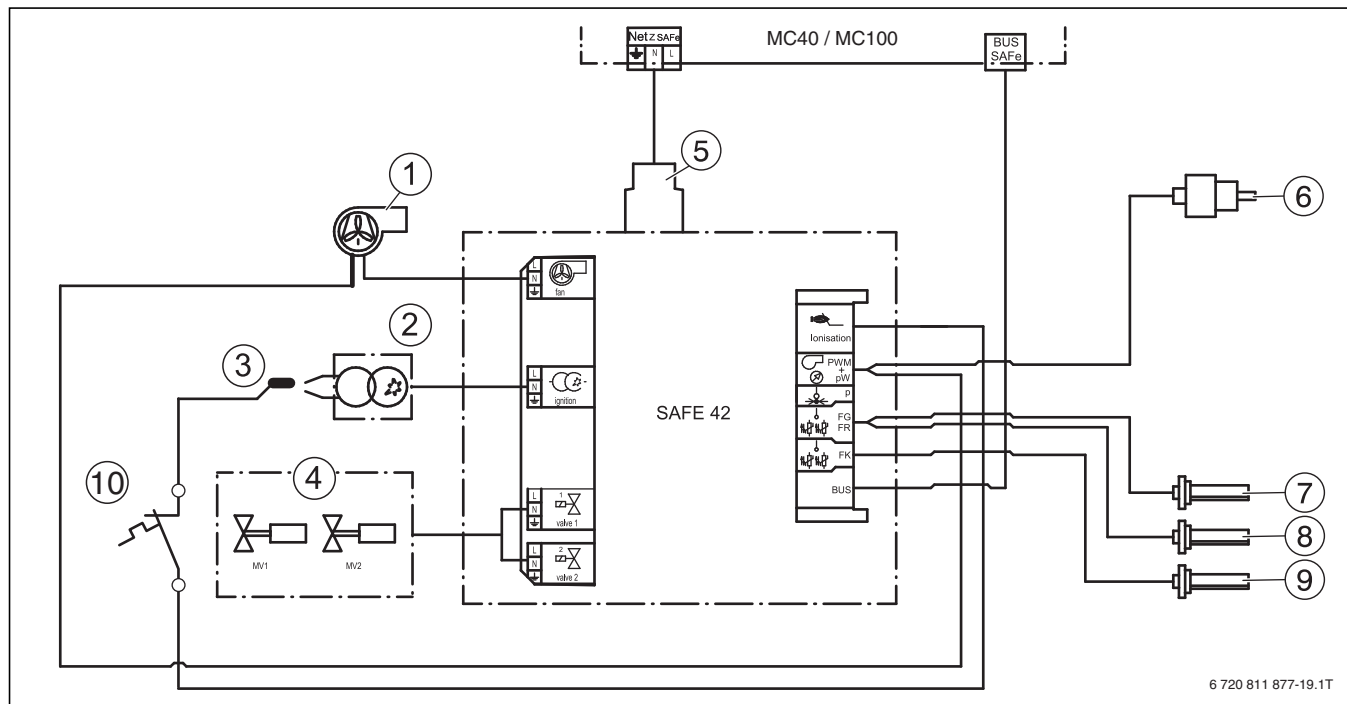 Netz SAFe
N L
MC40 / MC100
BUS
SAFe
1
5
6
L
N
fan
2
3
L
N
ignition
SAFE 42
Ionisation
PWM
+
pW
p
FG
FR
FK
BUS
10
4
MV1
MV2
L
N
1
valve 1
L
N
2
valve 2
7
8
9
6 720 811 877-19.1T